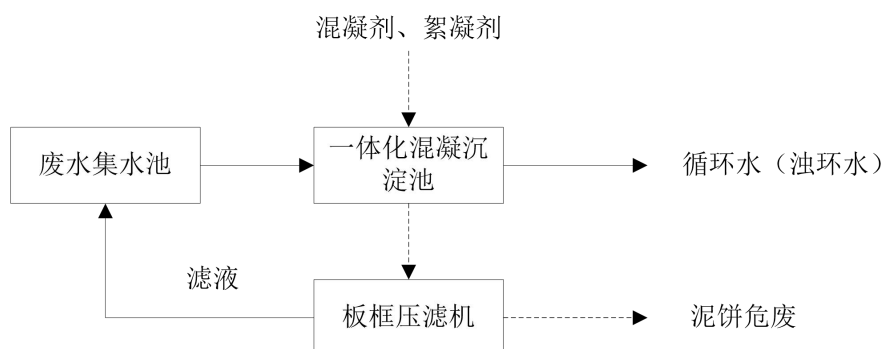 混凝剂、絮凝剂
废水集水池
一体化混凝沉
淀池
循环水（浊环水）
滤液
板框压滤机
泥饼危废